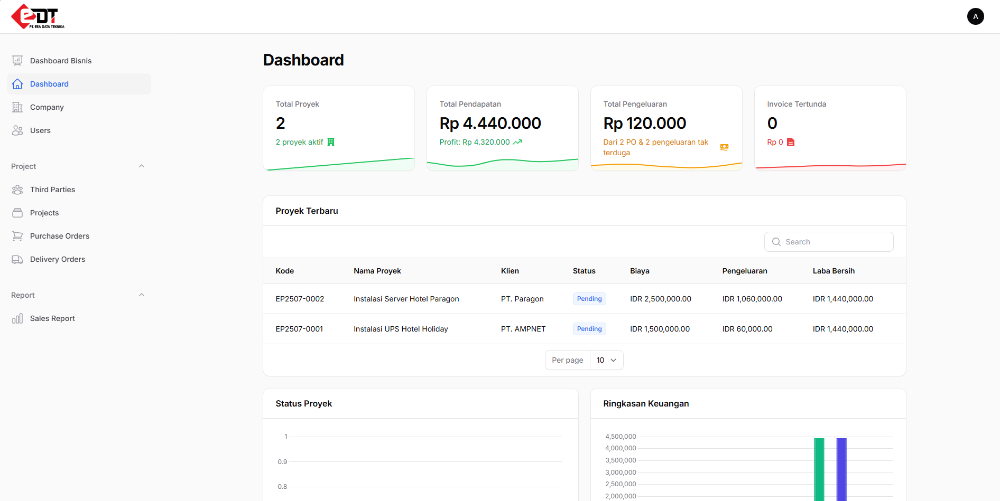 eDT
PT. ESA DATA TEKNIKA
A
Dashboard Bisnis
Dashboard
Company
Users
Project
Third Parties
Projects
Purchase Orders
Delivery Orders
Report
Sales Report
Dashboard
Total Proyek
2
2 proyek aktif
Total Pendapatan
Rp 4.440.000
Profit: Rp 4.320.000
Total Pengeluaran
Rp 120.000
Dari 2 PO & 2 pengeluaran tak
terduga
Invoice Tertunda
0
Rp 0
Proyek Terbaru
Search
Kode Nama Proyek Klien Status Biaya Pengeluaran Laba Bersih
EP2507-0002 Instalasi Server Hotel Paragon PT. Paragon Pending IDR 2,500,000.00 IDR 1,060,000.00 IDR 1,440,000.00
EP2507-0001 Instalasi UPS Hotel Holiday PT. AMPNET Pending IDR 1,500,000.00 IDR 60,000.00 IDR 1,440,000.00
Per page 10
Status Proyek
1
0.9
0.8
Ringkasan Keuangan
4,500,000
4,000,000
3,500,000
3,000,000
2,500,000
2,000,000